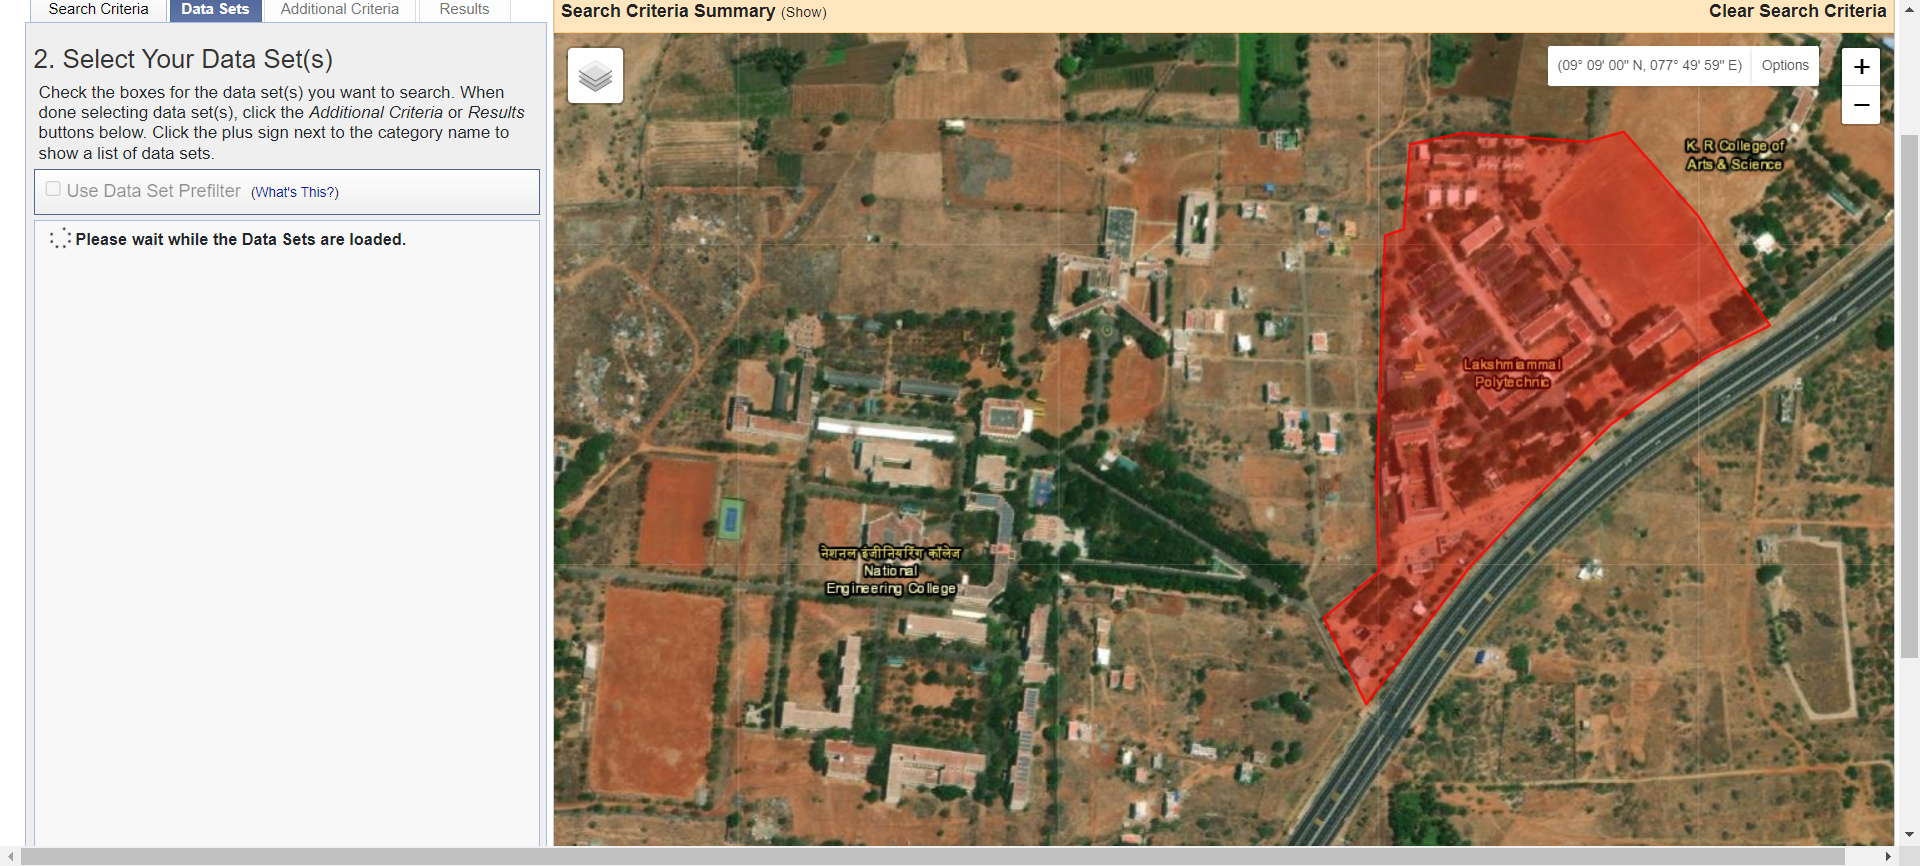 Search Criteria
Data Sets
Additional Criteria
Results
2. Select Your Data Set(s)
Check the boxes for the data set(s) you want to search. When
done selecting data set(s), click the Additional Criteria or Results
buttons below. Click the plus sign next to the category name to
show a list of data sets.
Use Data Set Prefilter (What's This?)
Please wait while the Data Sets are loaded.
Search Criteria Summary (Show)
Clear Search Criteria
(09° 09' 00" N, 077° 49' 59" E)
Options
+
−
K. R College of
Arts & Science
Lakshmiammal
Polytechnic
नेशनल इंजीनियरिंग कॉलेज
National
Engineering College